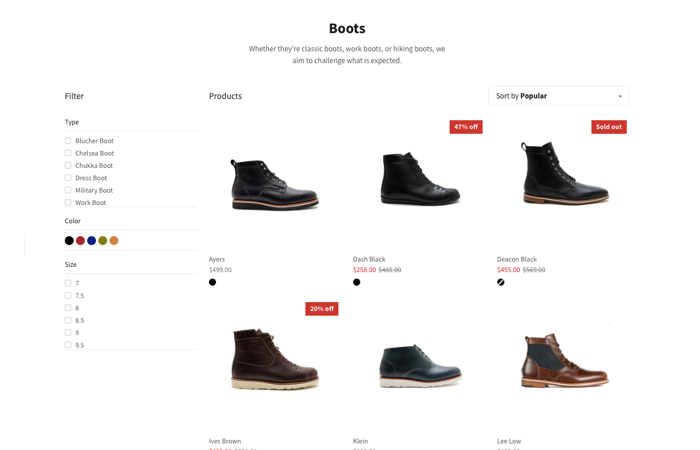 Boots
Whether they're classic boots, work boots, or hiking boots, we
aim to challenge what is expected.
Filter
Products
Sort by Popular
Type
Blucher Boot
Chelsea Boot
Chukka Boot
Dress Boot
Military Boot
Work Boot
Color
Size
7
7.5
8
8.5
9
9.5
47% off
Sold out
Ayers
$499.00
Dash Black
$258.00 $485.00
Deacon Black
$455.00 $569.00
20% off
Ives Brown
Klein
Lee Low